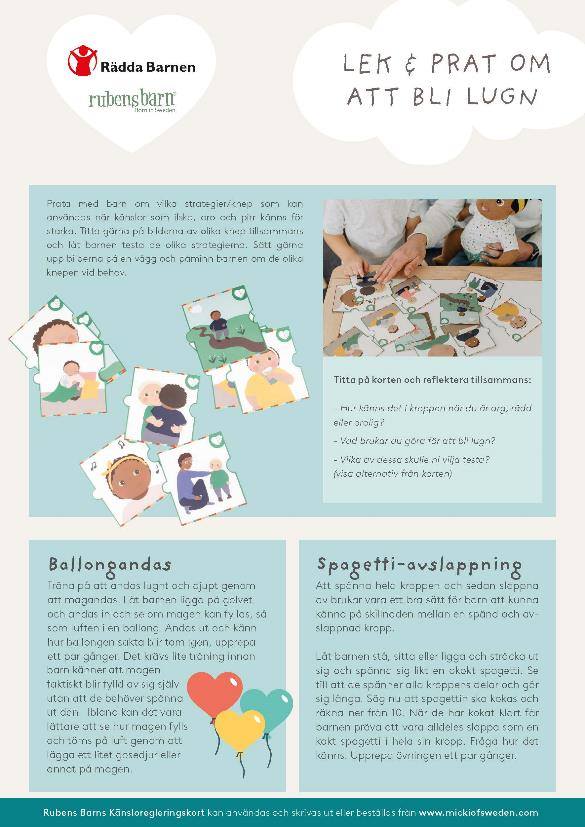 Rädda Barnen
rubensbarn®
Born in Sweden
LEK & PRAT OM
ATT BLI LUGN
Prata med barn om vilka strategier/knep som kan
användas när känslor som ilska, oro och pirr känns för
starka. Titta gärna på bilderna av olika knep tillsammans
och låt barnen testa de olika strategierna. Sätt gärna
upp bilderna på en vägg och påminn barnen om de olika
knepen vid behov.
Titta på korten och reflektera tillsammans:
- Hur känns det i kroppen när du är arg, rädd
eller orolig?
- Vad brukar du göra för att bli lugn?
- Vilka av dessa skulle ni vilja testa?
(visa alternativ från korten)
Ballongandas
Träna på att andas lugnt och djupt genom
att magandas. Låt barnen ligga på golvet
och andas in och se om magen kan fyllas, så
som luften i en ballong. Andas ut och känn
hur ballongen sakta blir tom igen, upprepa
ett par gånger. Det krävs lite träning innan
barn känner att magen
faktiskt blir fylld av sig själv
utan att de behöver spänna
ut den. Ibland kan det vara
lättare att se hur magen fylls
och töms på luft genom att
lägga ett litet gosedjur eller
annat på magen.
Spagetti-avslappning
Att spänna hela kroppen och sedan slappna
av brukar vara ett bra sätt för barn att kunna
känna på skillnaden mellan en spänd och av-
slappnad kropp.
Låt barnen stå, sitta eller ligga och sträcka ut
sig och spänna sig likt en okokt spagetti. Se
till att de spänner alla kroppens delar och gör
sig långa. Säg nu att spagettin ska kokas och
räkna ner från 10. När de har kokat klart får
barnen pröva att vara alldeles slappa som en
kokt spagetti i hela sin kropp. Fråga hur det
känns. Upprepa övningen ett par gånger.
Rubens Barns Känsloregleringskort kan användas och skrivas ut eller beställas från www.mickiofsweden.com